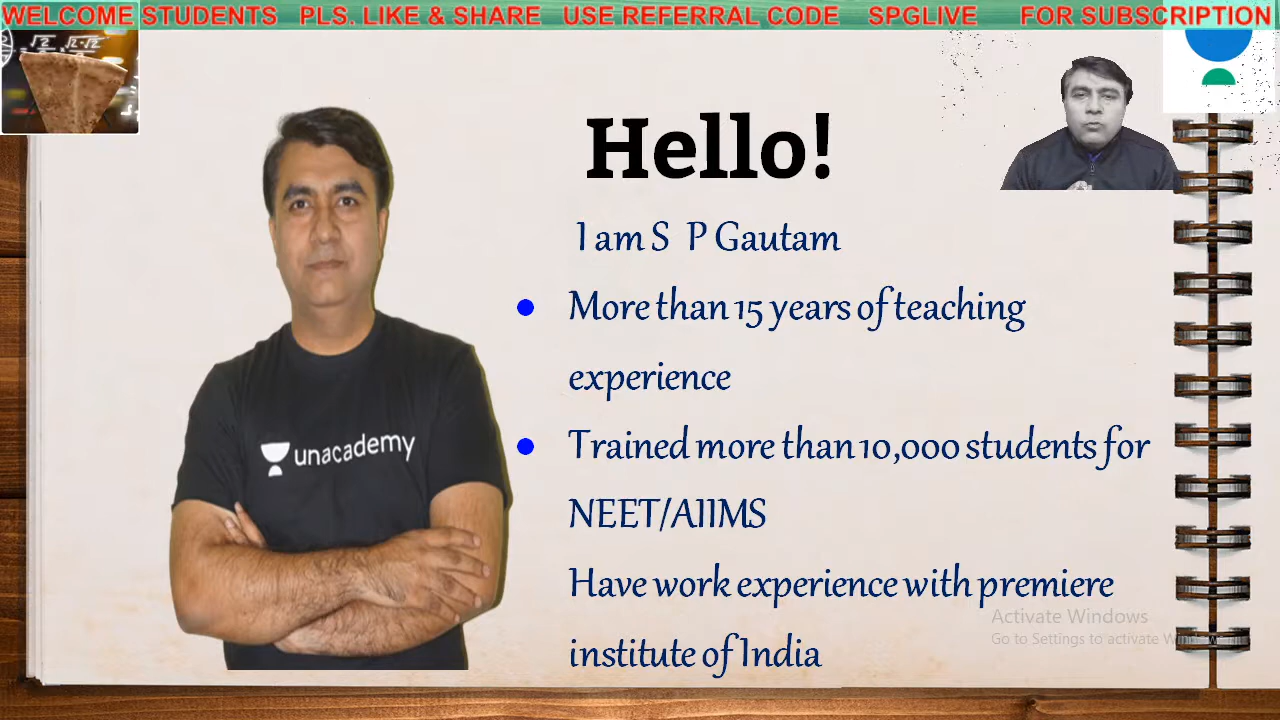 WELCOME STUDENTS PLS. LIKE & SHARE USE REFERRAL CODE SPGLIVE FOR SUBSCRIPTION
Hello!
I am S P Gautam
More than 15 years of teaching
experience
Trained more than 10,000 students for
NEET/AIIMS
Have work experience with premiere
institute of India
unacademy
Activate Windows
Go to Settings to activate